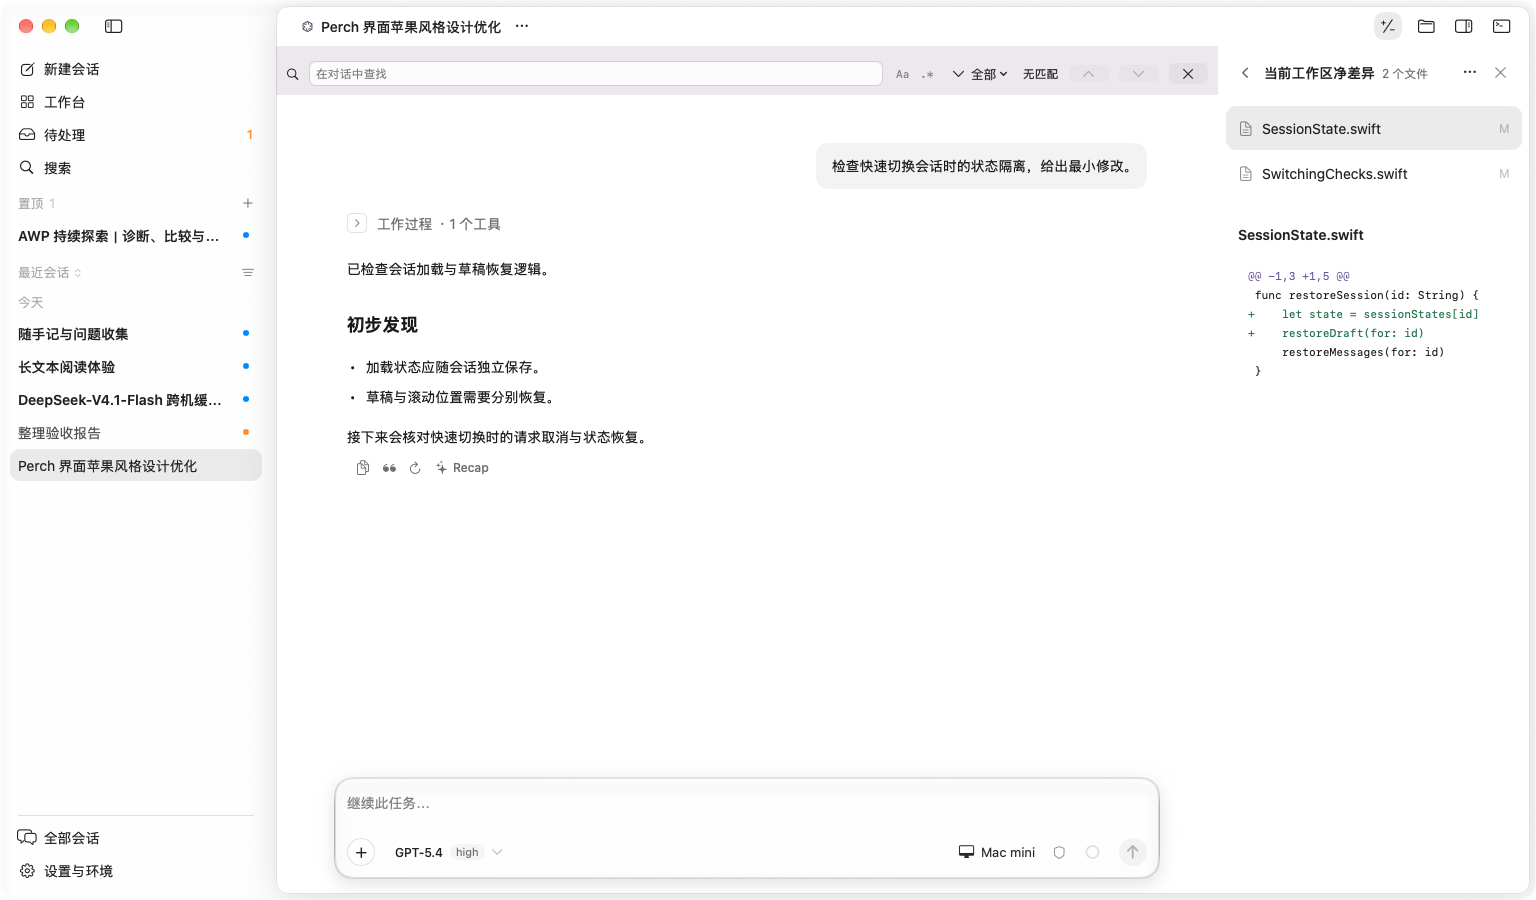 新建会话
工作台
待处理 1
搜索
置顶 1
AWP 持续探索 | 诊断、比较与...
最近会话
今天
随手记与问题收集
长文本阅读体验
DeepSeek-V4.1-Flash 跨机缓...
整理验收报告
Perch 界面苹果风格设计优化
全部会话
设置与环境
Perch 界面苹果风格设计优化 ...
在对话中查找 Aa .* 全部 无匹配
检查快速切换会话时的状态隔离，给出最小修改。
工作过程 · 1 个工具
已检查会话加载与草稿恢复逻辑。
初步发现
• 加载状态应随会话独立保存。
• 草稿与滚动位置需要分别恢复。
接下来会核对快速切换时的请求取消与状态恢复。
Recap
继续此任务...
GPT-5.4 high Mac mini
当前工作区净差异 2 个文件
SessionState.swift M
SwitchingChecks.swift M
SessionState.swift
@@ -1,3 +1,5 @@
func restoreSession(id: String) {
+ let state = sessionStates[id]
+ restoreDraft(for: id)
restoreMessages(for: id)
}